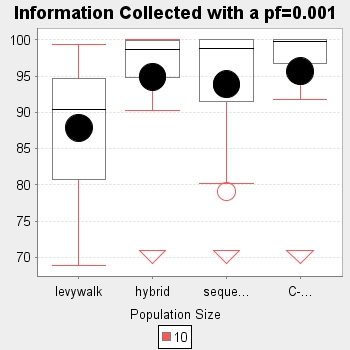 Information Collected with a pf=0.001
100
95
90
85
80
75
70
levywalk hybrid seque... C-...
Population Size
10